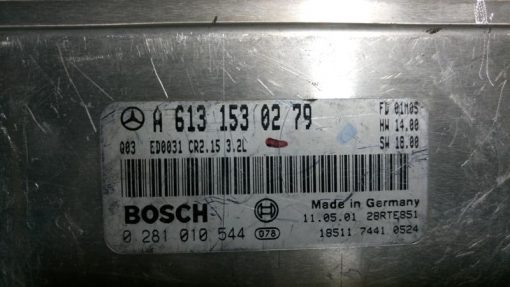 A 613 153 02 79
FD 01M05
Q03 ED0031 CR2.15 3.2L
HW 14.00
SW 18.00
BOSCH
Made in Germany
11.05.01 28RTE851
0 281 010 544 078
18511 7441 0524